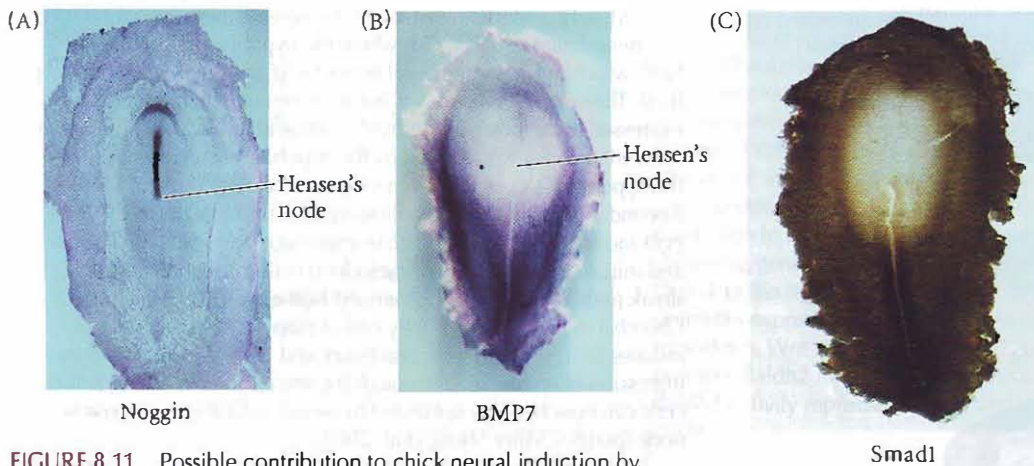 (A)
(B)
(C)
Hensen's
node
Hensen's
node
Noggin
BMP7
Smad1
FIGURE 8.11 Possible contribution to chick neural induction by